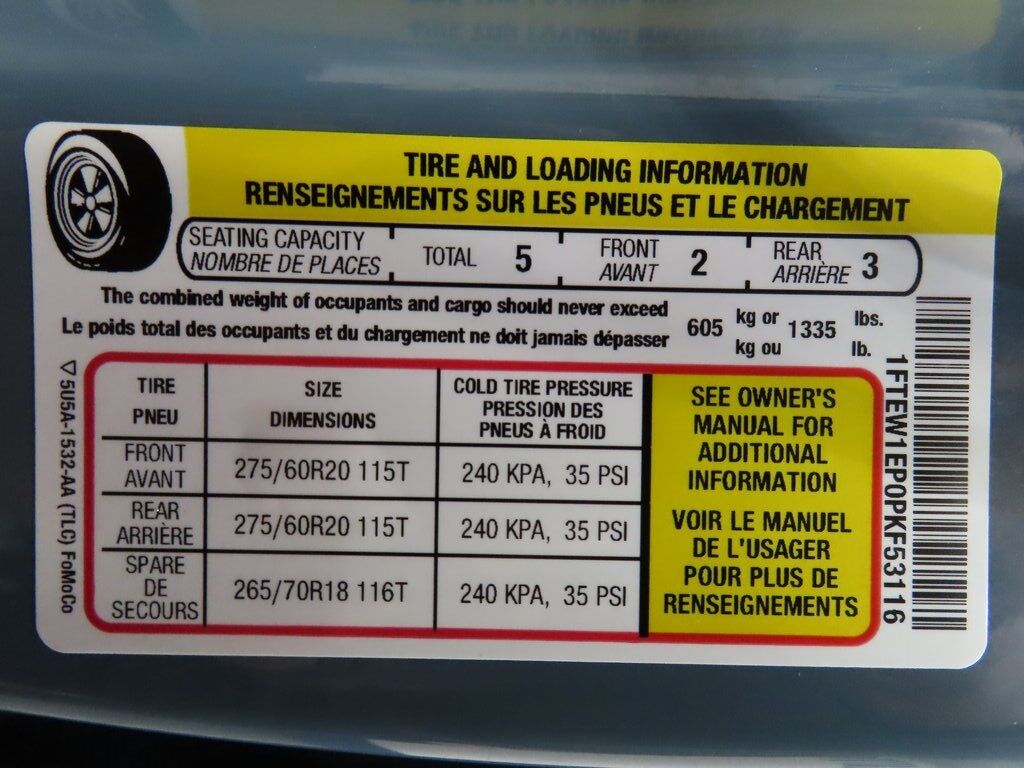 TIRE AND LOADING INFORMATION
RENSEIGNEMENTS SUR LES PNEUS ET LE CHARGEMENT
SEATING CAPACITY
NOMBRE DE PLACES
TOTAL 5
FRONT
AVANT 2
REAR
ARRIÈRE 3
The combined weight of occupants and cargo should never exceed
Le poids total des occupants et du chargement ne doit jamais dépasser
605 kg or 1335 lbs.
kg ou lb.
TIRE
PNEU
SIZE
DIMENSIONS
COLD TIRE PRESSURE
PRESSION DES
PNEUS À FROID
FRONT
AVANT
275/60R20 115T
240 KPA, 35 PSI
REAR
ARRIÈRE
275/60R20 115T
240 KPA, 35 PSI
SPARE
DE
SECOURS
265/70R18 116T
240 KPA, 35 PSI
SEE OWNER'S
MANUAL FOR
ADDITIONAL
INFORMATION
VOIR LE MANUEL
DE L'USAGER
POUR PLUS DE
RENSEIGNEMENTS
5U5A-1532-AA (TLC) FoMoCo
1FTEW1EP0PKF53116